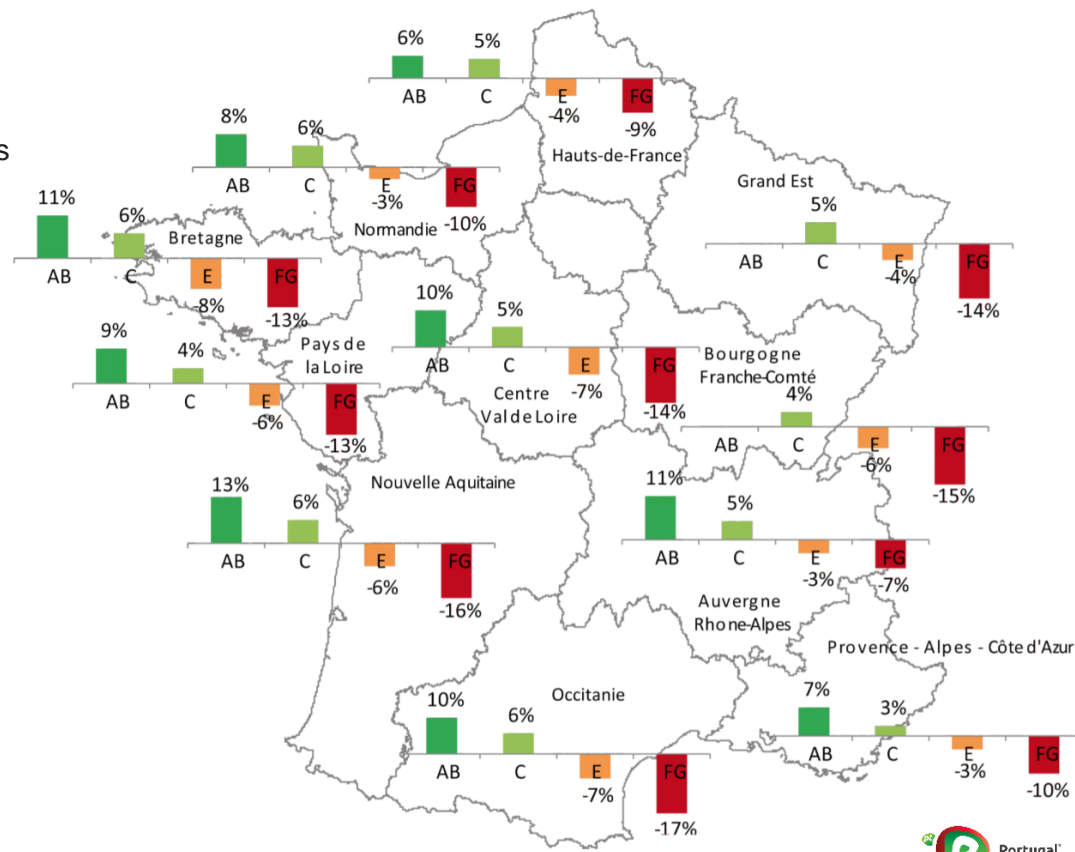 6%
5%
AB
C
E
FG
-4%
-9%
Hauts-de-France
8%
6%
AB
C
E
FG
-3%
-10%
Normandie
s
11%
6%
AB
C
E
FG
-8%
-13%
Bretagne
Grand Est
5%
AB
C
E
FG
-4%
-14%
10%
5%
AB
C
E
FG
-7%
-14%
Centre
Val de Loire
9%
4%
AB
C
E
FG
-6%
-13%
Pays de
la Loire
Bourgogne
Franche-Comté
4%
AB
C
E
FG
-6%
-15%
Nouvelle Aquitaine
13%
6%
AB
C
E
FG
-6%
-16%
11%
5%
AB
C
E
FG
-3%
-7%
Auvergne
Rhone-Alpes
Provence - Alpes - Côte d'Azur
7%
3%
AB
C
E
FG
-3%
-10%
Occitanie
10%
6%
AB
C
E
FG
-7%
-17%
pt
Portugal